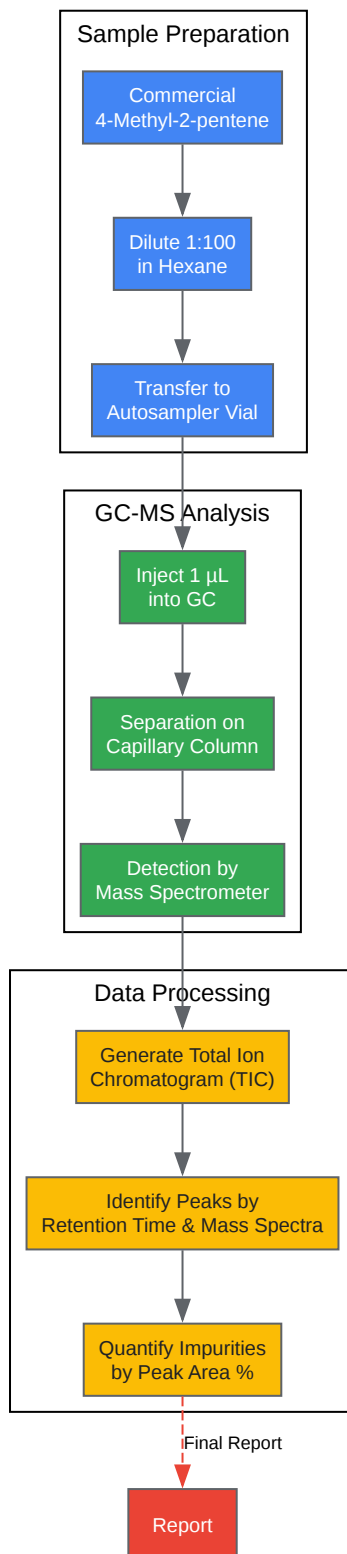 Sample Preparation
Commercial
4-Methyl-2-pentene
Dilute 1:100
in Hexane
Transfer to
Autosampler Vial
GC-MS Analysis
Inject 1 µL
into GC
Separation on
Capillary Column
Detection by
Mass Spectrometer
Data Processing
Generate Total Ion
Chromatogram (TIC)
Identify Peaks by
Retention Time & Mass Spectra
Quantify Impurities
by Peak Area %
Final Report
Report